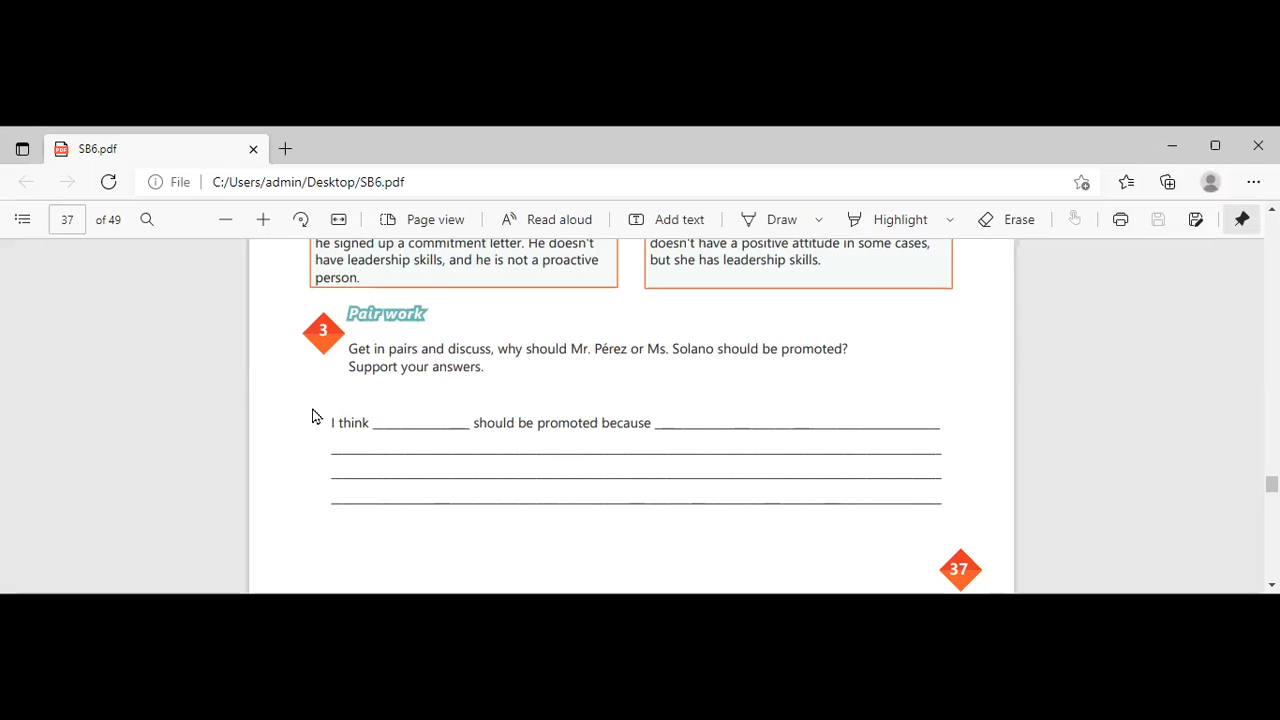 SB6.pdf
File C:/Users/admin/Desktop/SB6.pdf
37 of 49 Page view Read aloud Add text Draw Highlight Erase
he signed up a commitment letter. He doesn't
have leadership skills, and he is not a proactive
person.
doesn't have a positive attitude in some cases,
but she has leadership skills.
Pair work
3
Get in pairs and discuss, why should Mr. Pérez or Ms. Solano should be promoted?
Support your answers.
I think _____________ should be promoted because ______________________________________
37